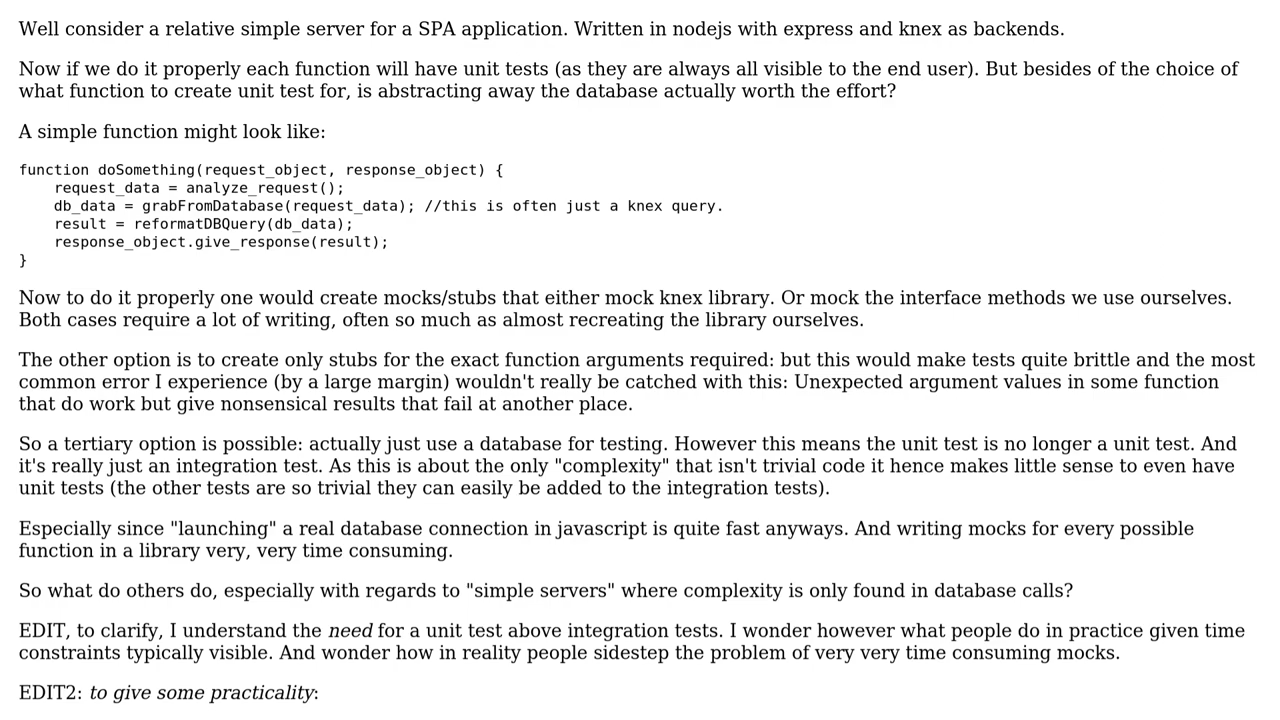 Well consider a relative simple server for a SPA application. Written in nodejs with express and knex as backends.
Now if we do it properly each function will have unit tests (as they are always all visible to the end user). But besides of the choice of
what function to create unit test for, is abstracting away the database actually worth the effort?
A simple function might look like:
function doSomething(request_object, response_object) {
    request_data = analyze_request();
    db_data = grabFromDatabase(request_data); //this is often just a knex query.
    result = reformatDBQuery(db_data);
    response_object.give_response(result);
}
Now to do it properly one would create mocks/stubs that either mock knex library. Or mock the interface methods we use ourselves.
Both cases require a lot of writing, often so much as almost recreating the library ourselves.
The other option is to create only stubs for the exact function arguments required: but this would make tests quite brittle and the most
common error I experience (by a large margin) wouldn't really be catched with this: Unexpected argument values in some function
that do work but give nonsensical results that fail at another place.
So a tertiary option is possible: actually just use a database for testing. However this means the unit test is no longer a unit test. And
it's really just an integration test. As this is about the only "complexity" that isn't trivial code it hence makes little sense to even have
unit tests (the other tests are so trivial they can easily be added to the integration tests).
Especially since "launching" a real database connection in javascript is quite fast anyways. And writing mocks for every possible
function in a library very, very time consuming.
So what do others do, especially with regards to "simple servers" where complexity is only found in database calls?
EDIT, to clarify, I understand the need for a unit test above integration tests. I wonder however what people do in practice given time
constraints typically visible. And wonder how in reality people sidestep the problem of very very time consuming mocks.
EDIT2: to give some practicality: